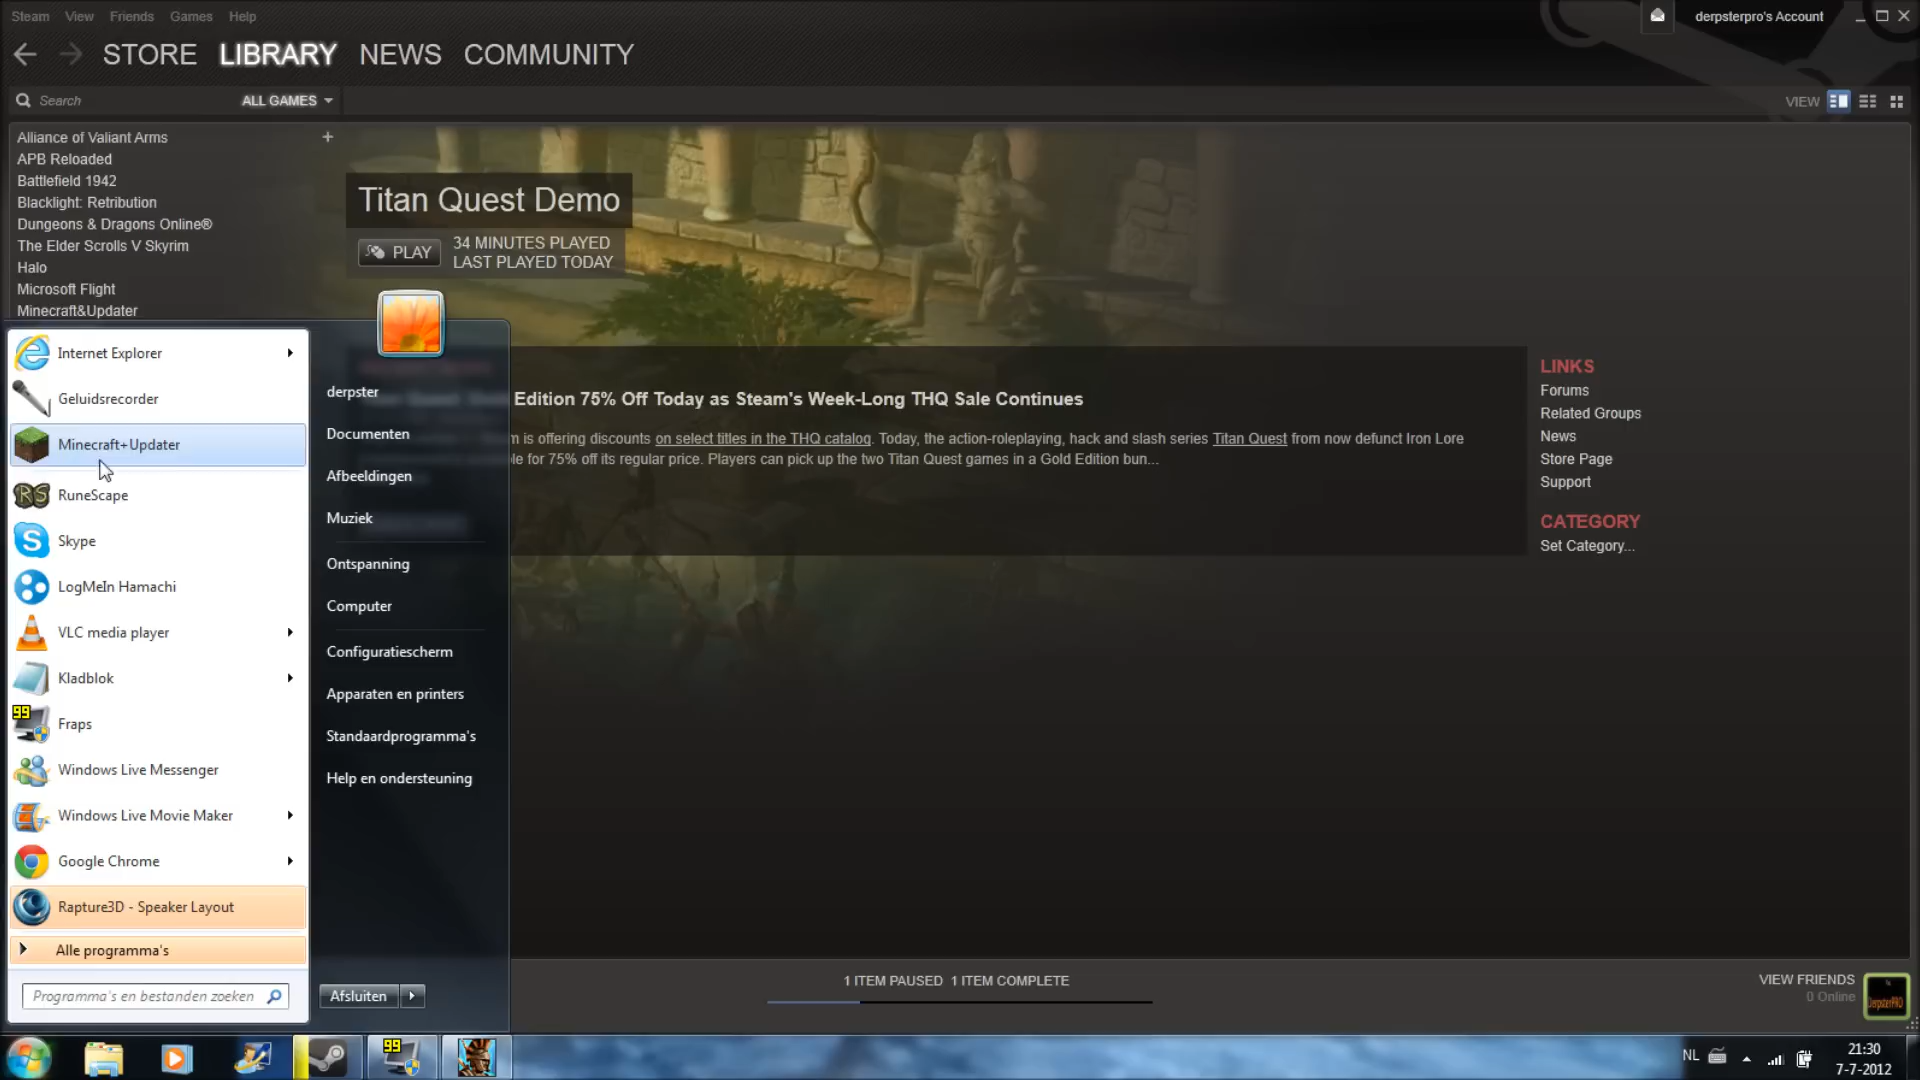 Steam View Friends Games Help
derpsterpro's Account
STORE LIBRARY NEWS COMMUNITY
Search
ALL GAMES
VIEW
Alliance of Valiant Arms
APB Reloaded
Battlefield 1942
Blacklight: Retribution
Dungeons & Dragons Online®
The Elder Scrolls V Skyrim
Halo
Microsoft Flight
Minecraft&Updater
Titan Quest Demo
PLAY
34 MINUTES PLAYED
LAST PLAYED TODAY
Edition 75% Off Today as Steam's Week-Long THQ Sale Continues
is offering discounts on select titles in the THQ catalog. Today, the action-roleplaying, hack and slash series Titan Quest from now defunct Iron Lore
for 75% off its regular price. Players can pick up the two Titan Quest games in a Gold Edition bun...
LINKS
Forums
Related Groups
News
Store Page
Support
CATEGORY
Set Category...
Internet Explorer
Geluidsrecorder
Minecraft+Updater
RuneScape
Skype
LogMeIn Hamachi
VLC media player
Kladblok
99
Fraps
Windows Live Messenger
Windows Live Movie Maker
Google Chrome
Rapture3D - Speaker Layout
Alle programma's
Programma's en bestanden zoeken
derpster
Documenten
Afbeeldingen
Muziek
Ontspanning
Computer
Configuratiescherm
Apparaten en printers
Standaardprogramma's
Help en ondersteuning
Afsluiten
1 ITEM PAUSED 1 ITEM COMPLETE
VIEW FRIENDS
0 Online
DerpsterPRO
99
NL
21:30
7-7-2012